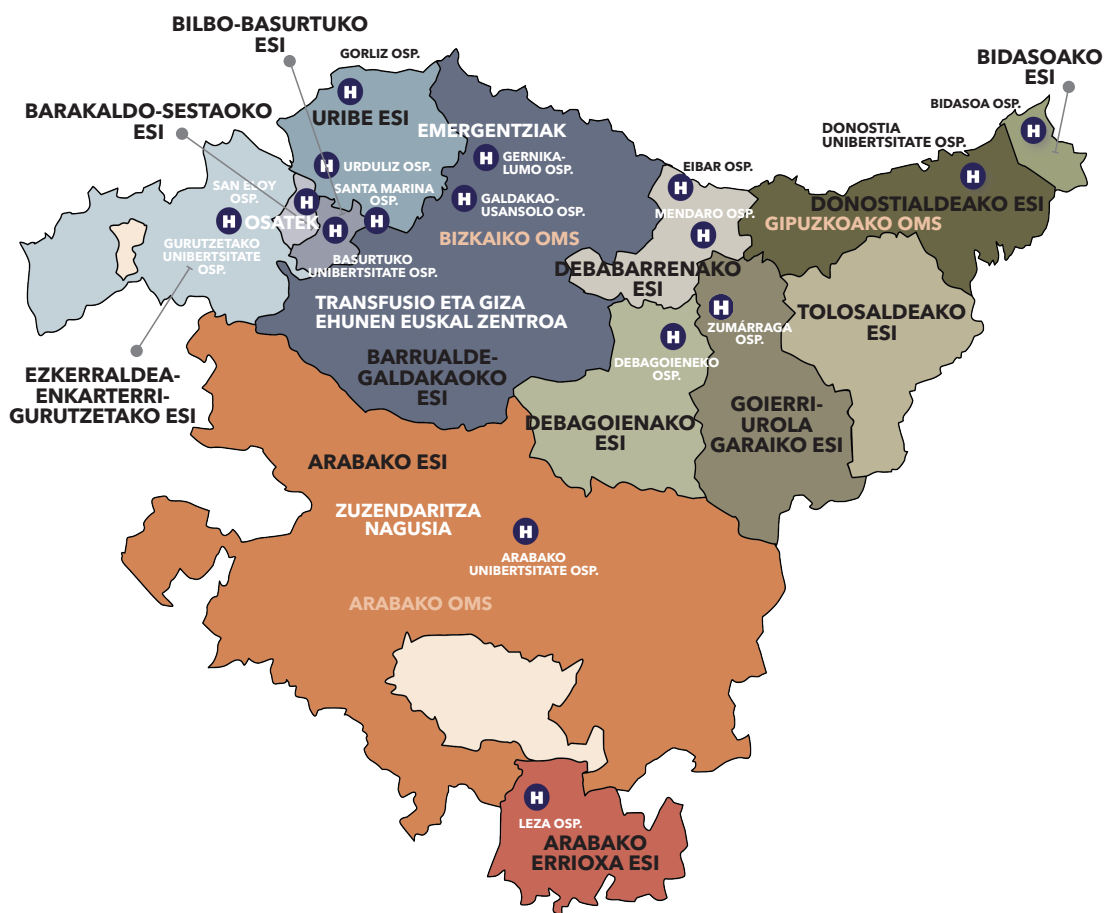 BILBO-BASURTUKO
ESI
GORLIZ OSP.
BIDASOAKO
ESI
BARAKALDO-SESTAOKO
ESI
H
URIBE ESI
BIDASOA OSP.
EMERGENTZIAK
DONOSTIA
UNIBERTSITATE OSP.
H
H
URDULIZ OSP.
H
GERNIKA-
LUMO OSP.
EIBAR OSP.
H
H
SAN ELOY
OSP.
H
SANTA MARINA
OSP.
H
GALDAKAO-
USANSOLO OSP.
MENDARO OSP.
H
DONOSTIALDEAKO ESI
GIPUZKOAKO OMS
H
OSATEK
H
H
BIZKAIKO OMS
GURUTZETAKO
UNIBERTSITATE
OSP.
BASURTUKO
UNIBERTSITATE OSP.
DEBABARRENAKO
ESI
TRANSFUSIO ETA GIZA
EHUNEN EUSKAL ZENTROA
H
ZUMÁRRAGA
OSP.
TOLOSALDEAKO
ESI
H
DEBAGOIENEKO
OSP.
EZKERRALDEA-
ENKARTERRI-
GURUTZETAKO ESI
BARRUALDE-
GALDAKAOKO
ESI
DEBAGOIENAKO
ESI
GOIERRI-
UROLA
GARAIKO ESI
ARABAKO ESI
ZUZENDARITZA
NAGUSIA
H
ARABAKO
UNIBERTSITATE OSP.
ARABAKO OMS
H
LEZA OSP.
ARABAKO
ERRIOXA ESI